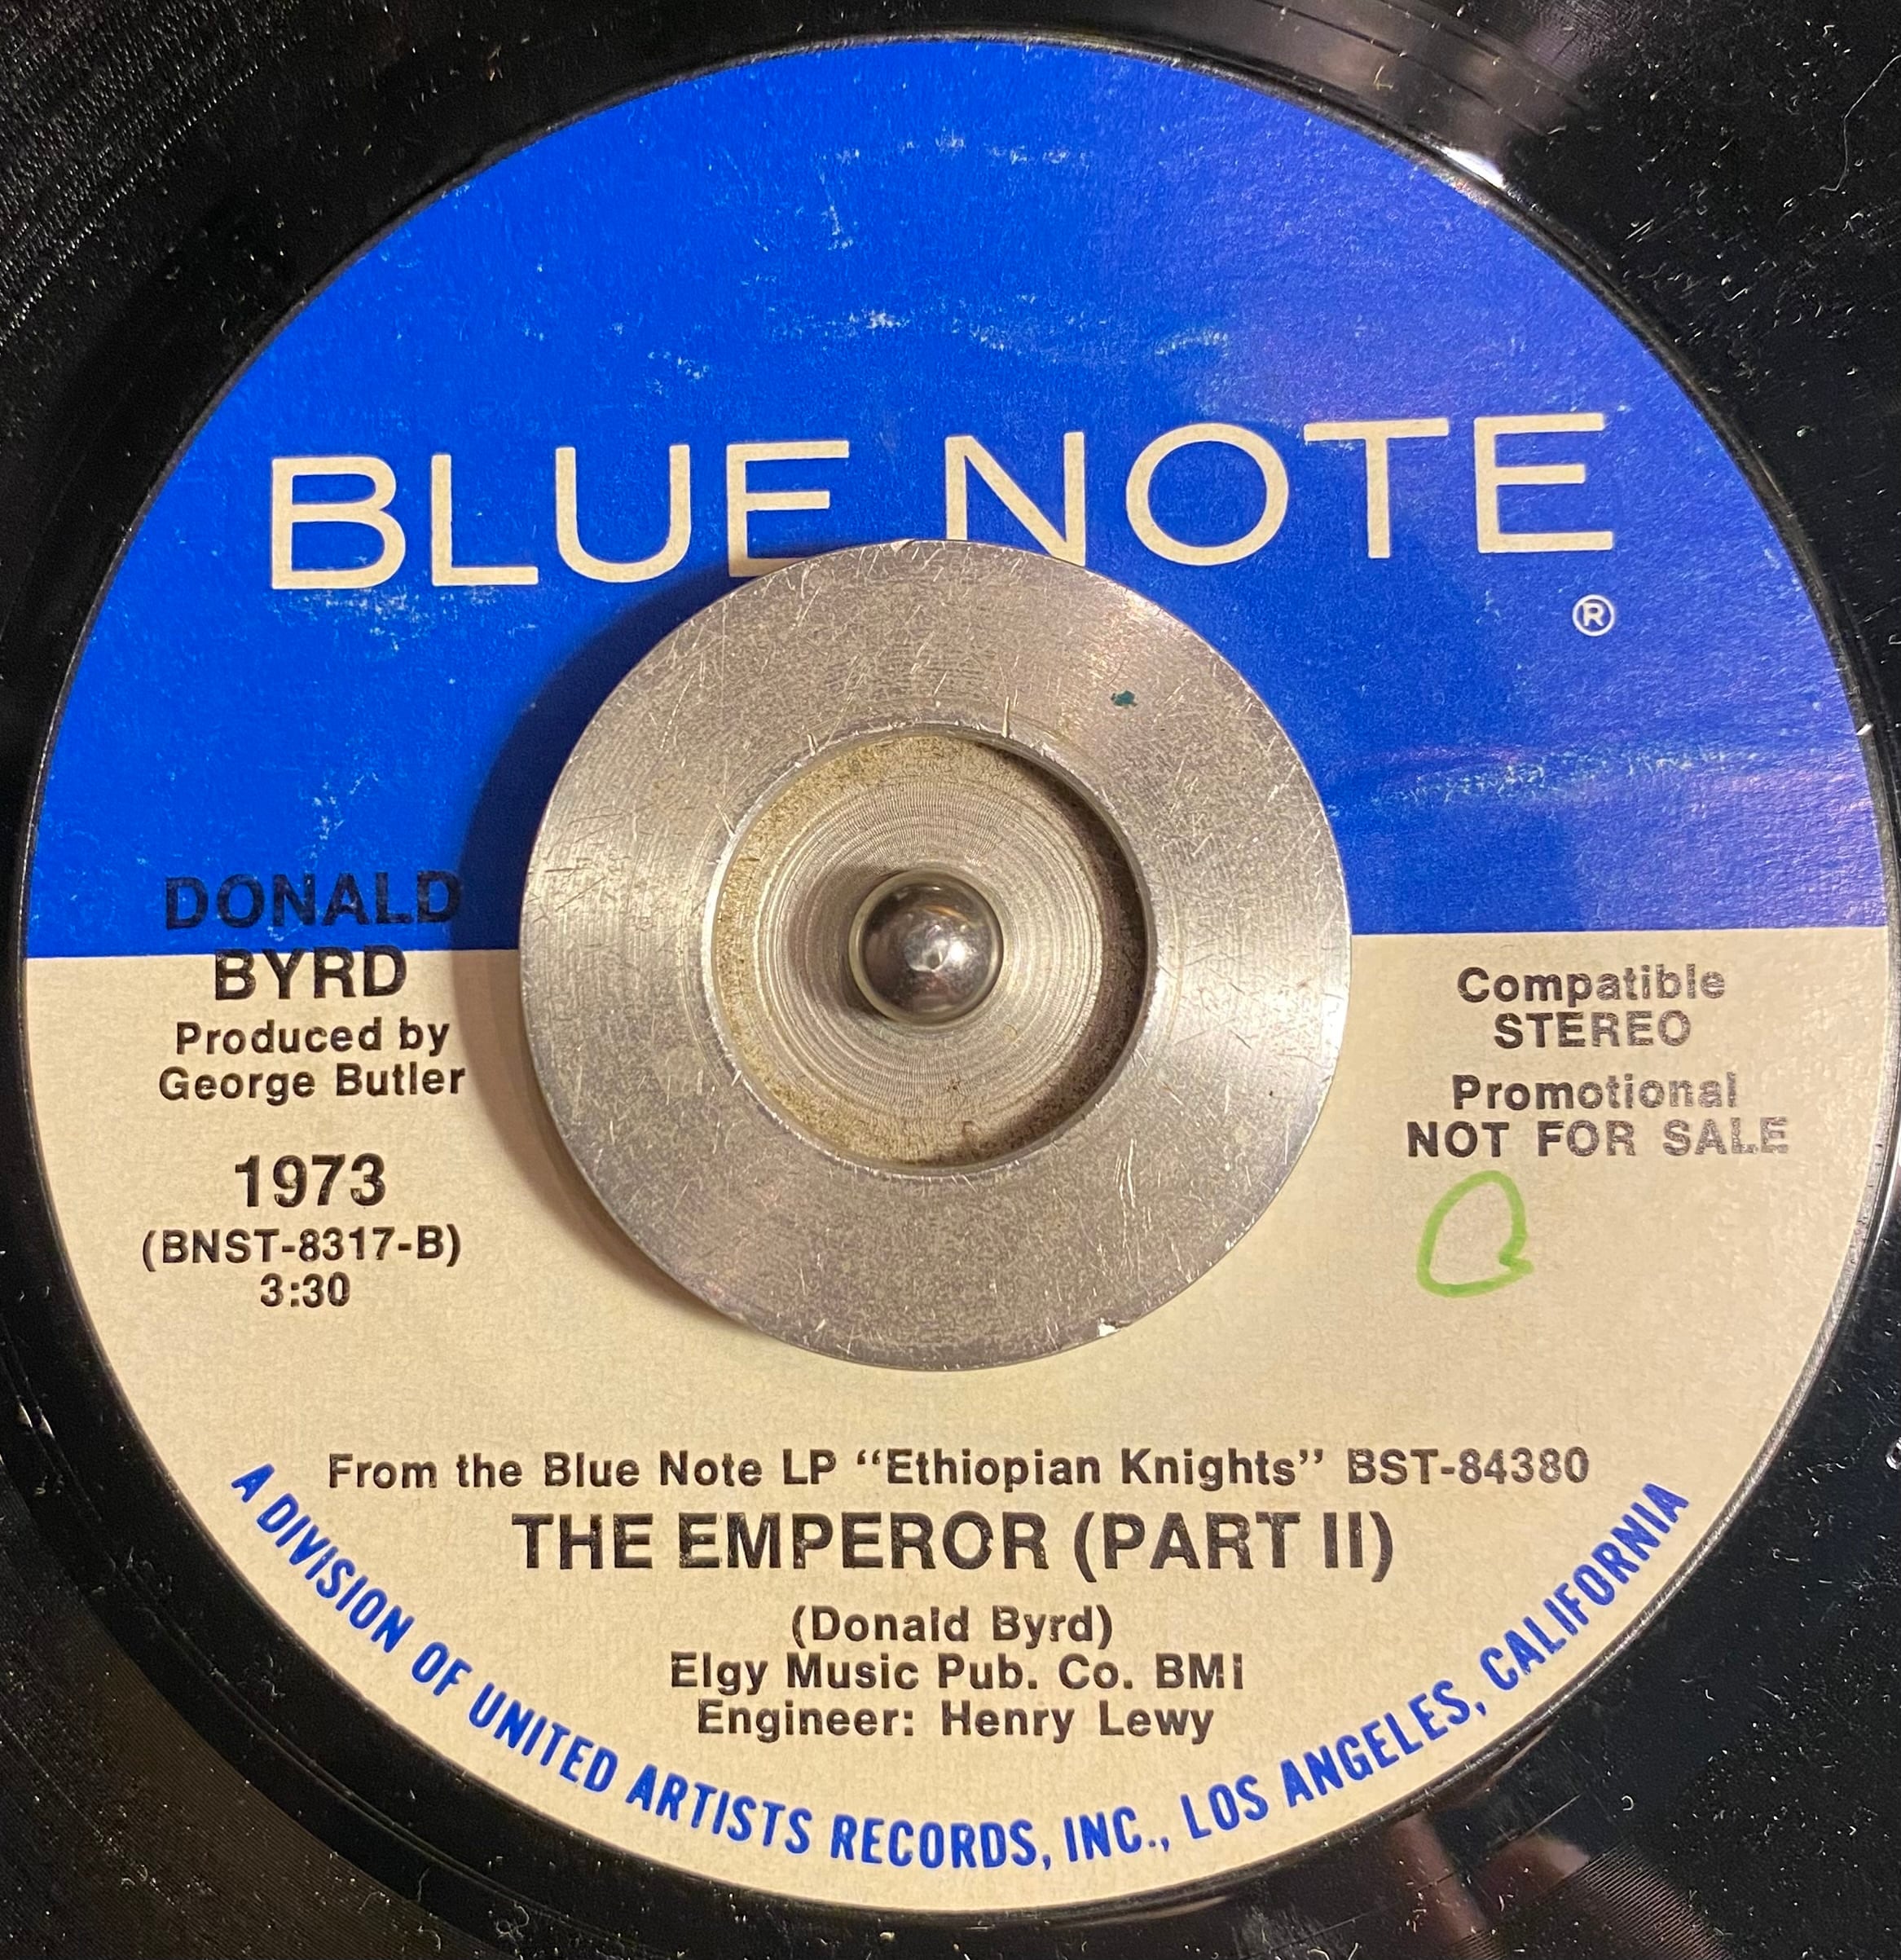 BLUE NOTE
®
DONALD
BYRD
Produced by
George Butler
1973
(BNST-8317-B)
3:30
Compatible
STEREO
Promotional
NOT FOR SALE
From the Blue Note LP “Ethiopian Knights” BST-84380
THE EMPEROR (PART II)
(Donald Byrd)
Elgy Music Pub. Co. BMI
Engineer: Henry Lewy
A DIVISION OF UNITED ARTISTS RECORDS, INC., LOS ANGELES, CALIFORNIA